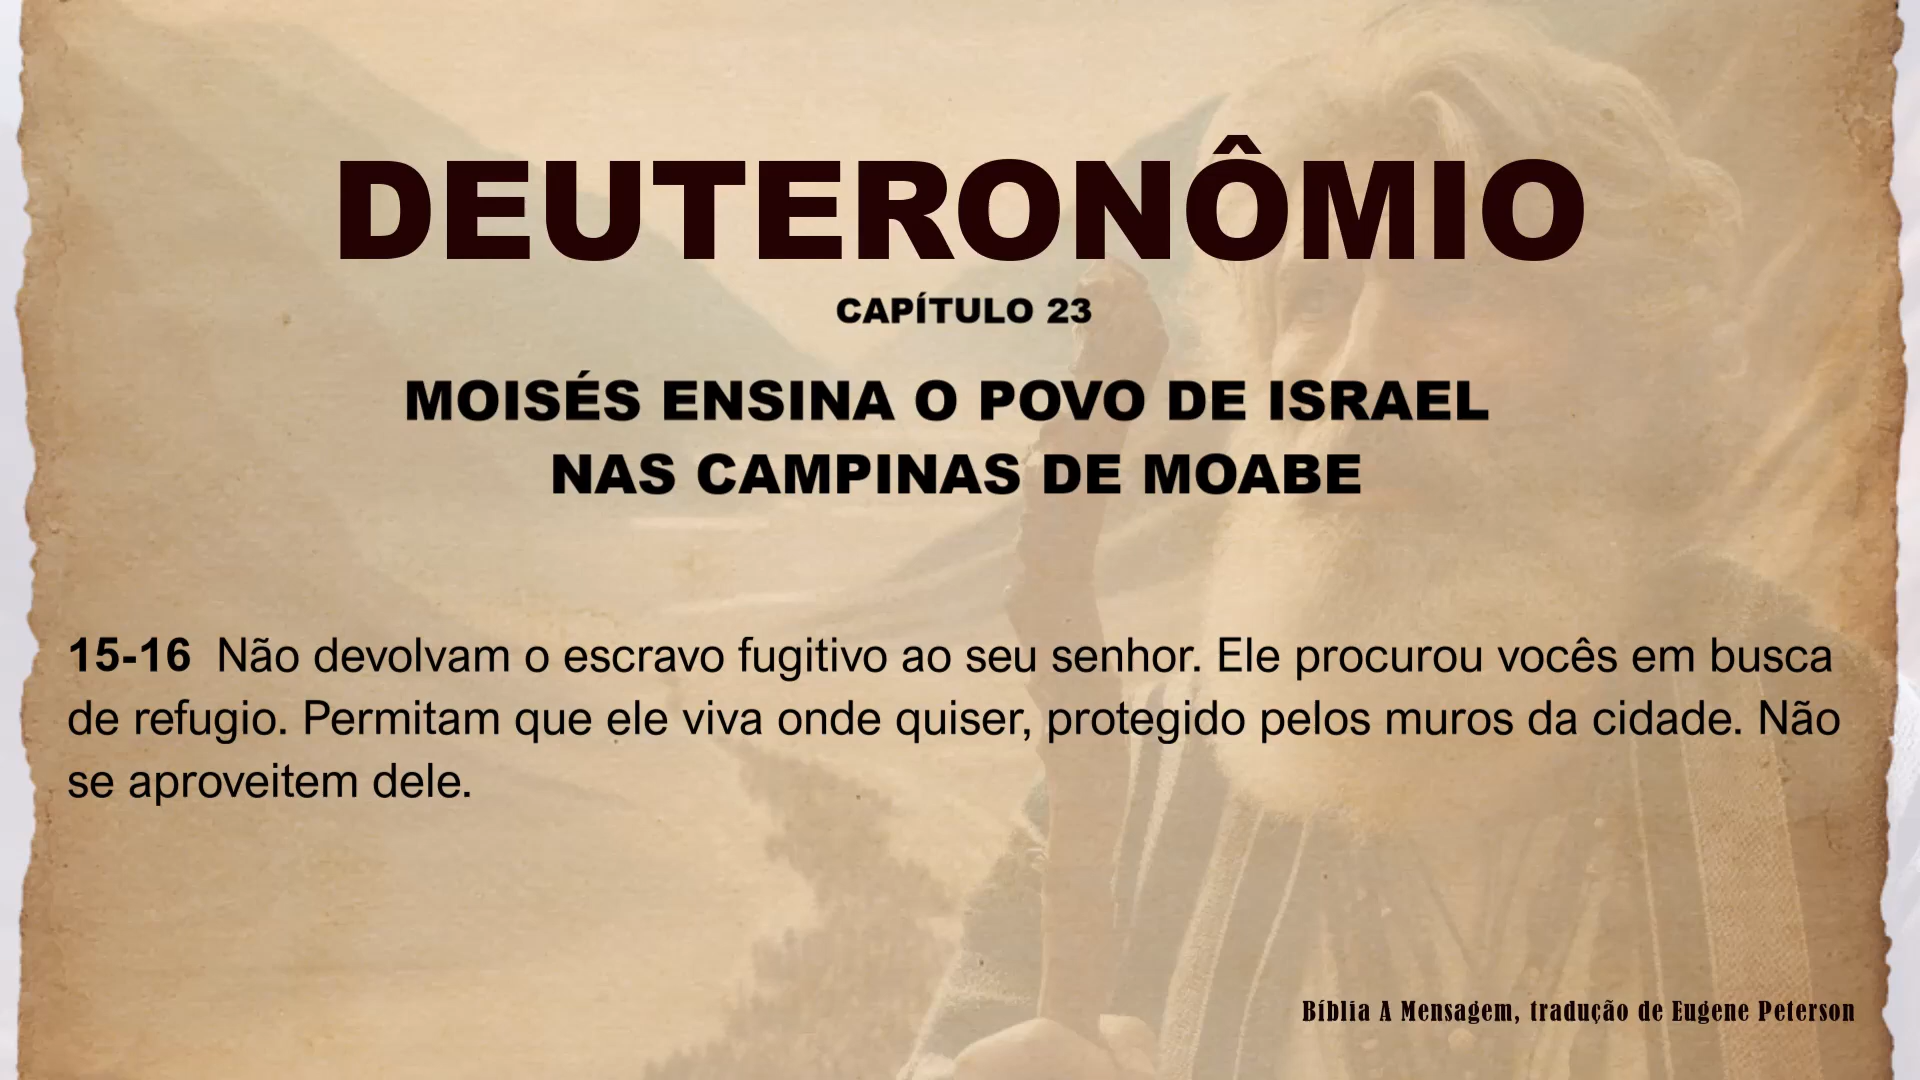 DEUTERONÔMIO
CAPÍTULO 23
MOISÉS ENSINA O POVO DE ISRAEL
NAS CAMPINAS DE MOABE
15-16 Não devolvam o escravo fugitivo ao seu senhor. Ele procurou vocês em busca
de refugio. Permitam que ele viva onde quiser, protegido pelos muros da cidade. Não
se aproveitem dele.
Bíblia A Mensagem, tradução de Eugene Peterson